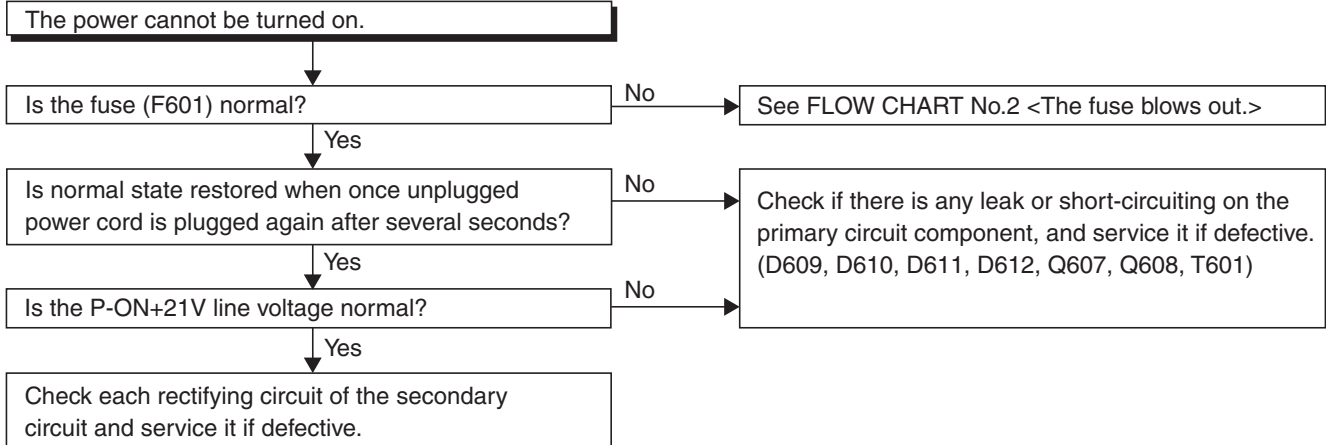 The power cannot be turned on.
Is the fuse (F601) normal?
No
See FLOW CHART No.2 <The fuse blows out.>
Yes
Is normal state restored when once unplugged
power cord is plugged again after several seconds?
No
Check if there is any leak or short-circuiting on the
primary circuit component, and service it if defective.
(D609, D610, D611, D612, Q607, Q608, T601)
Yes
Is the P-ON+21V line voltage normal?
No
Yes
Check each rectifying circuit of the secondary
circuit and service it if defective.